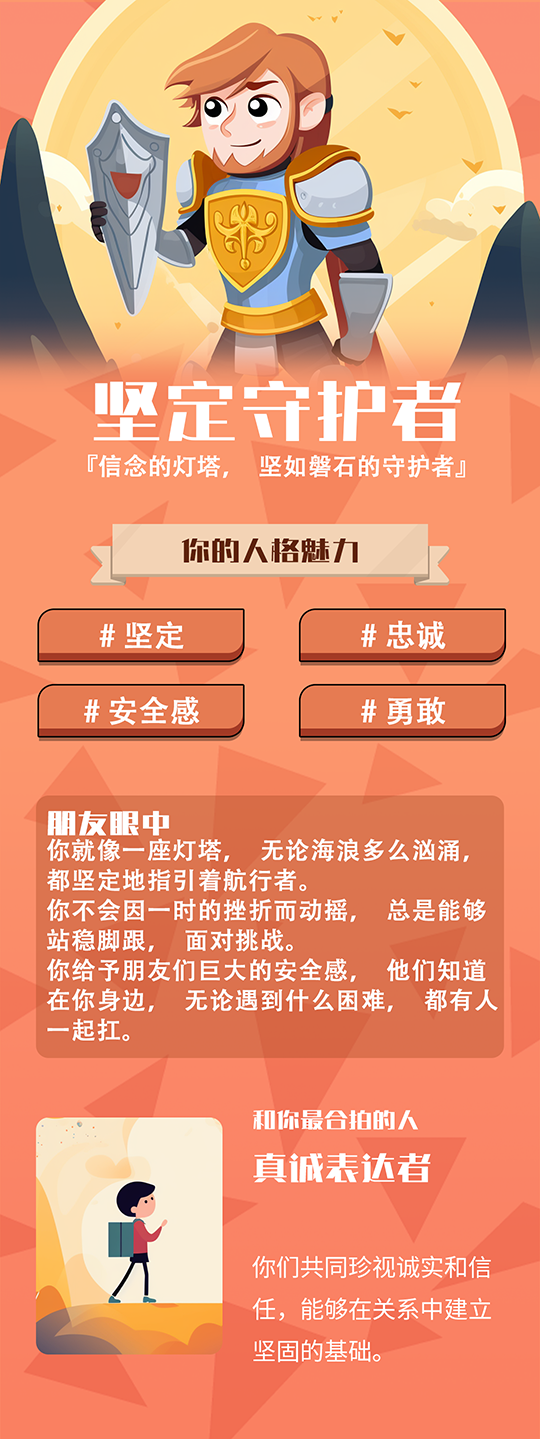 坚定守护者
『信念的灯塔， 坚如磐石的守护者』
你的人格魅力
# 坚定
# 忠诚
# 安全感
# 勇敢
朋友眼中
你就像一座灯塔， 无论海浪多么汹涌，
都坚定地指引着航行者。
你不会因一时的挫折而动摇， 总是能够
站稳脚跟， 面对挑战。
你给予朋友们巨大的安全感， 他们知道
在你身边， 无论遇到什么困难， 都有人
一起扛。
和你最合拍的人
真诚表达者
你们共同珍视诚实和信
任，能够在关系中建立
坚固的基础。